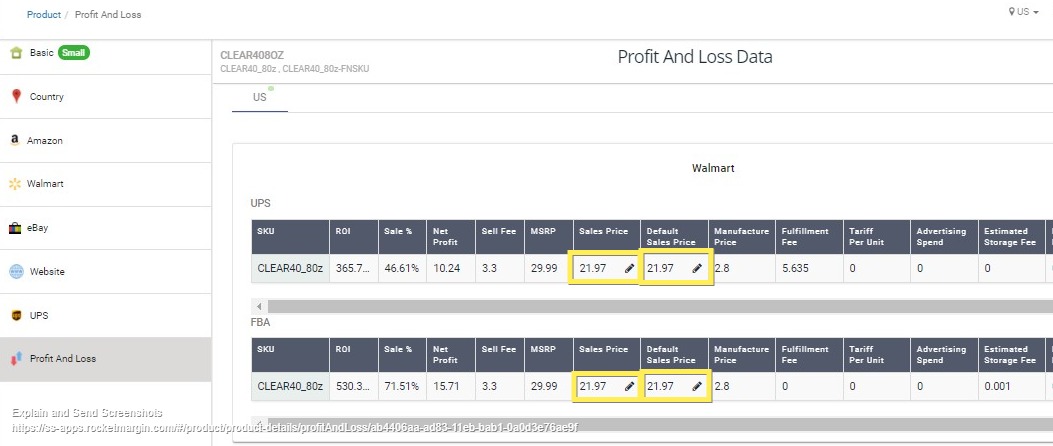 Product / Profit And Loss
US
Basic Small
Country
Amazon
Walmart
eBay
Website
UPS
Profit And Loss
CLEAR408OZ
CLEAR40_80z , CLEAR40_80z-FNSKU
Profit And Loss Data
US
Walmart
UPS
SKU ROI Sale % Net Profit Sell Fee MSRP Sales Price Default Sales Price Manufacture Price Fulfillment Fee Tariff Per Unit Advertising Spend Estimated Storage Fee
CLEAR40_80z 365.7... 46.61% 10.24 3.3 29.99 21.97 21.97 2.8 5.635 0 0 0
FBA
SKU ROI Sale % Net Profit Sell Fee MSRP Sales Price Default Sales Price Manufacture Price Fulfillment Fee Tariff Per Unit Advertising Spend Estimated Storage Fee
CLEAR40_80z 530.3... 71.51% 15.71 3.3 29.99 21.97 21.97 2.8 0 0 0 0.001
Explain and Send Screenshots
https://ss-apps.rocketmargin.com/#/product/product-details/profitAndLoss/ab4406aa-ad83-11eb-bab1-0a0d3e76ae9f